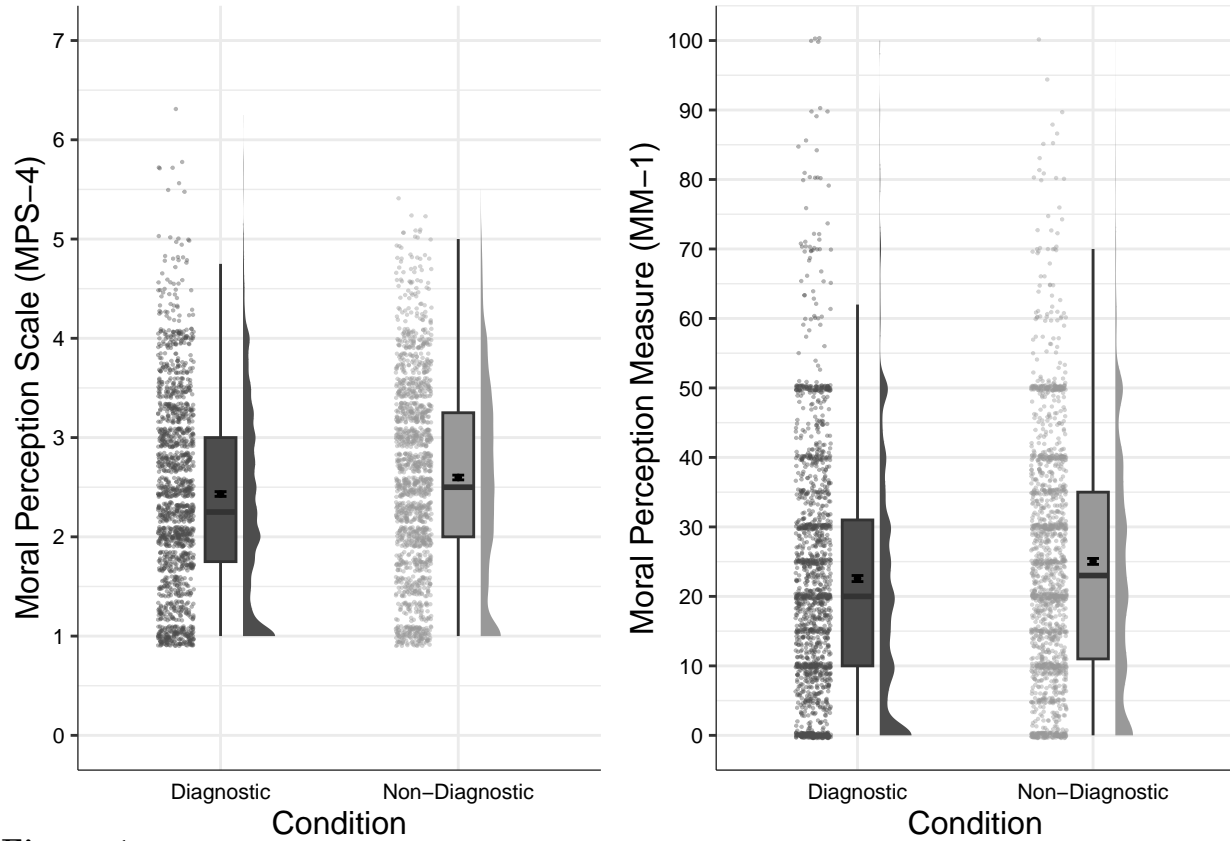 Moral Perception Scale (MPS−4)
7
6
5
4
3
2
1
0
Diagnostic
Non−Diagnostic
Condition
Moral Perception Measure (MM−1)
100
90
80
70
60
50
40
30
20
10
0
Diagnostic
Non−Diagnostic
Condition